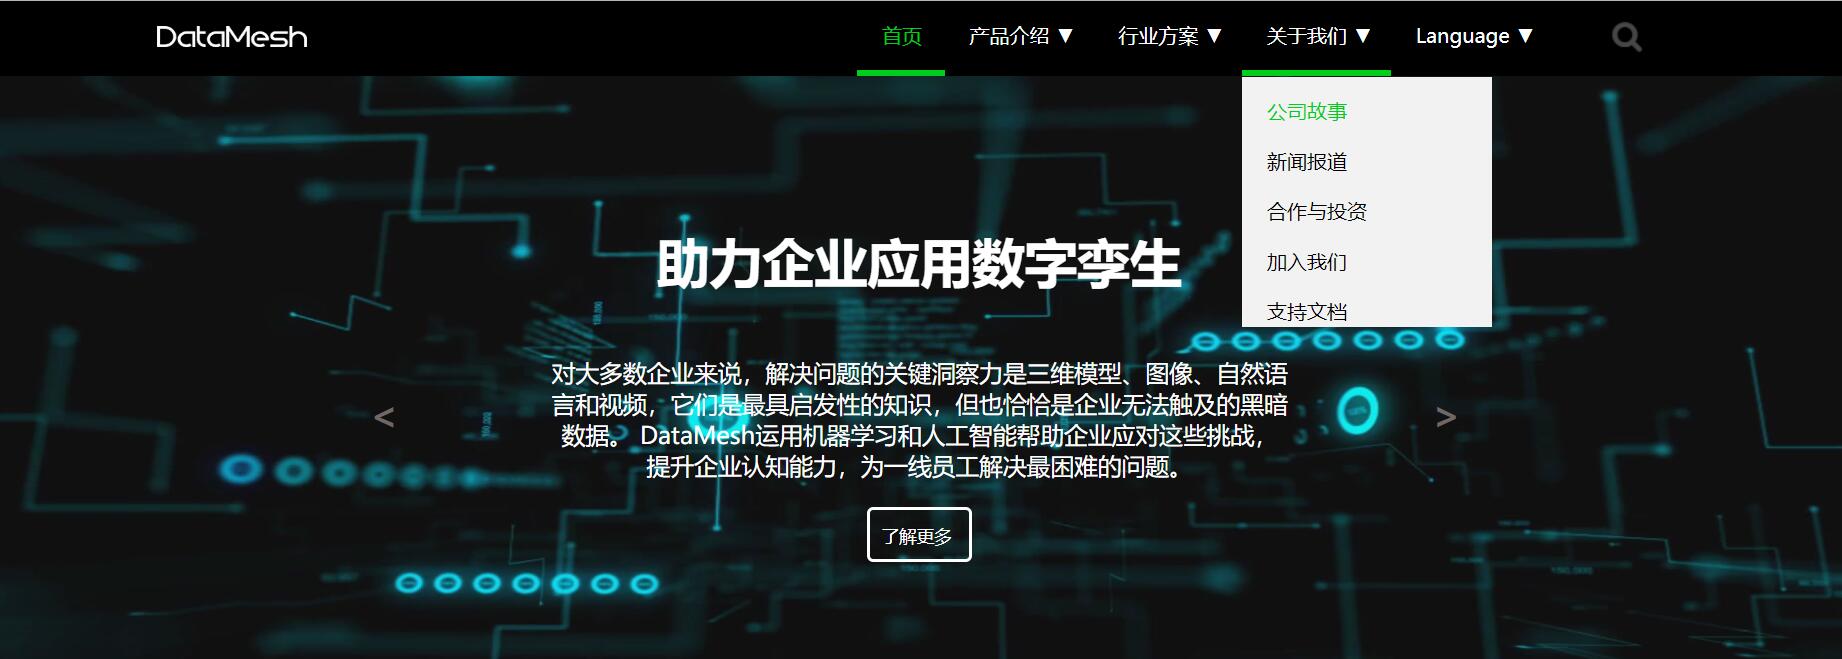 DataMesh
首页 产品介绍 ▼ 行业方案 ▼ 关于我们 ▼ Language ▼
公司故事
新闻报道
合作与投资
加入我们
支持文档
助力企业应用数字孪生
对大多数企业来说，解决问题的关键洞察力是三维模型、图像、自然语
言和视频，它们是最具启发性的知识，但也恰恰是企业无法触及的黑暗
数据。 DataMesh运用机器学习和人工智能帮助企业应对这些挑战，
提升企业认知能力，为一线员工解决最困难的问题。
< >
了解更多